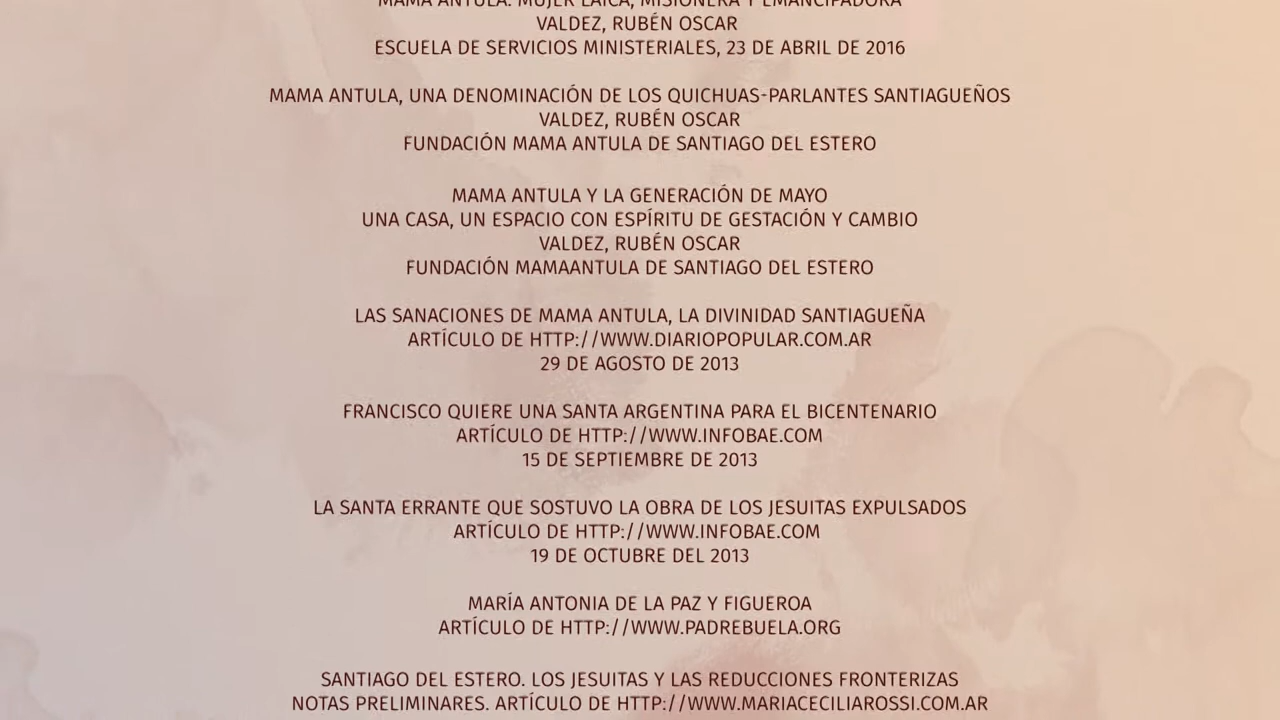 MAMA ANTULA. MUJER LAICA, MISIONERA Y EMANCIPADORA
VALDEZ, RUBÉN OSCAR
ESCUELA DE SERVICIOS MINISTERIALES, 23 DE ABRIL DE 2016
MAMA ANTULA, UNA DENOMINACIÓN DE LOS QUICHUAS-PARLANTES SANTIAGUEÑOS
VALDEZ, RUBÉN OSCAR
FUNDACIÓN MAMA ANTULA DE SANTIAGO DEL ESTERO
MAMA ANTULA Y LA GENERACIÓN DE MAYO
UNA CASA, UN ESPACIO CON ESPÍRITU DE GESTACIÓN Y CAMBIO
VALDEZ, RUBÉN OSCAR
FUNDACIÓN MAMAANTULA DE SANTIAGO DEL ESTERO
LAS SANACIONES DE MAMA ANTULA, LA DIVINIDAD SANTIAGUEÑA
ARTÍCULO DE HTTP://WWW.DIARIOPOPULAR.COM.AR
29 DE AGOSTO DE 2013
FRANCISCO QUIERE UNA SANTA ARGENTINA PARA EL BICENTENARIO
ARTÍCULO DE HTTP://WWW.INFOBAE.COM
15 DE SEPTIEMBRE DE 2013
LA SANTA ERRANTE QUE SOSTUVO LA OBRA DE LOS JESUITAS EXPULSADOS
ARTÍCULO DE HTTP://WWW.INFOBAE.COM
19 DE OCTUBRE DEL 2013
MARÍA ANTONIA DE LA PAZ Y FIGUEROA
ARTÍCULO DE HTTP://WWW.PADREBUELA.ORG
SANTIAGO DEL ESTERO. LOS JESUITAS Y LAS REDUCCIONES FRONTERIZAS
NOTAS PRELIMINARES. ARTÍCULO DE HTTP://WWW.MARIACECILIAROSSI.COM.AR